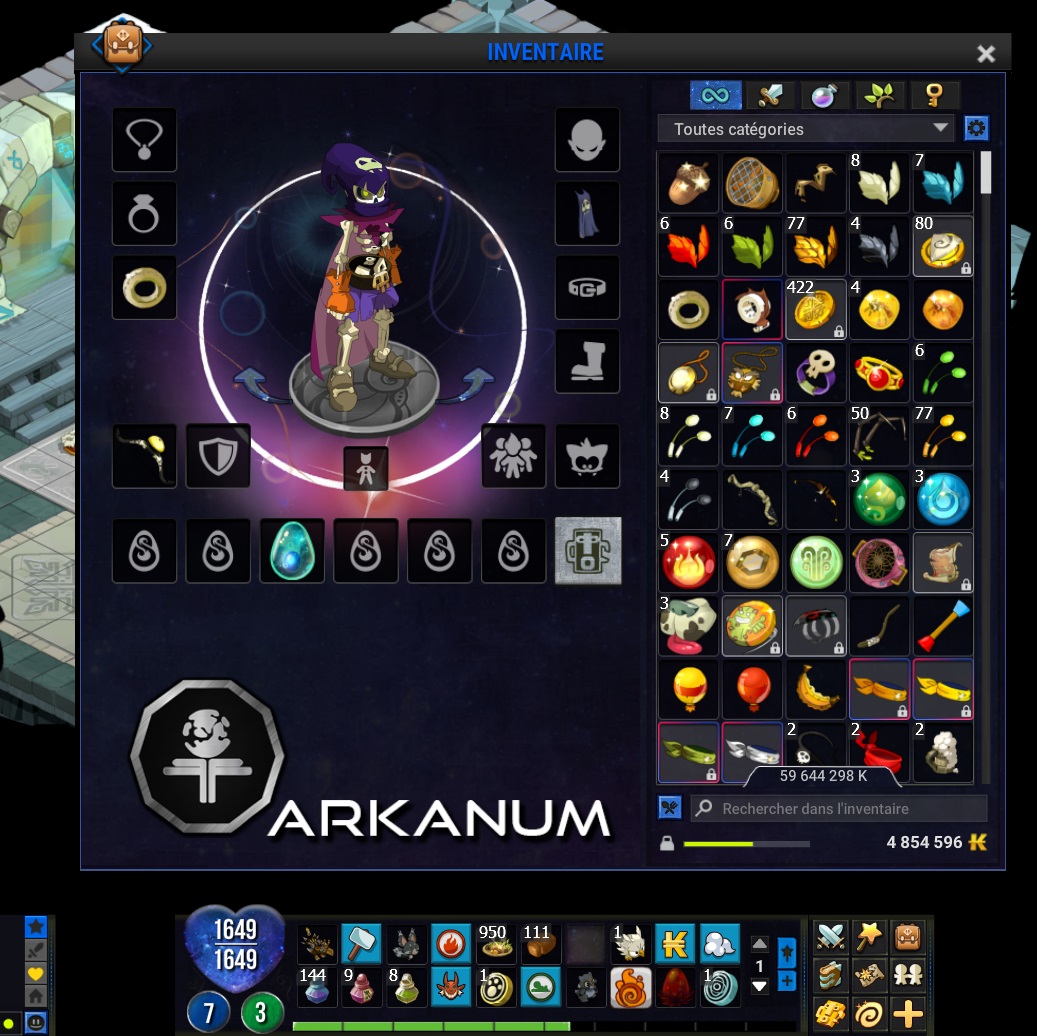 INVENTAIRE
Toutes catégories
8 7
6 6 77 4 80
422 4
6
8 7 6 50 77
4 3 3
5 7
3
2 2 2
59 644 298 K
Rechercher dans l'inventaire
4 854 596
ARKANUM
1649
1649
950 111 1
144 9 8 1 1
1
7 3